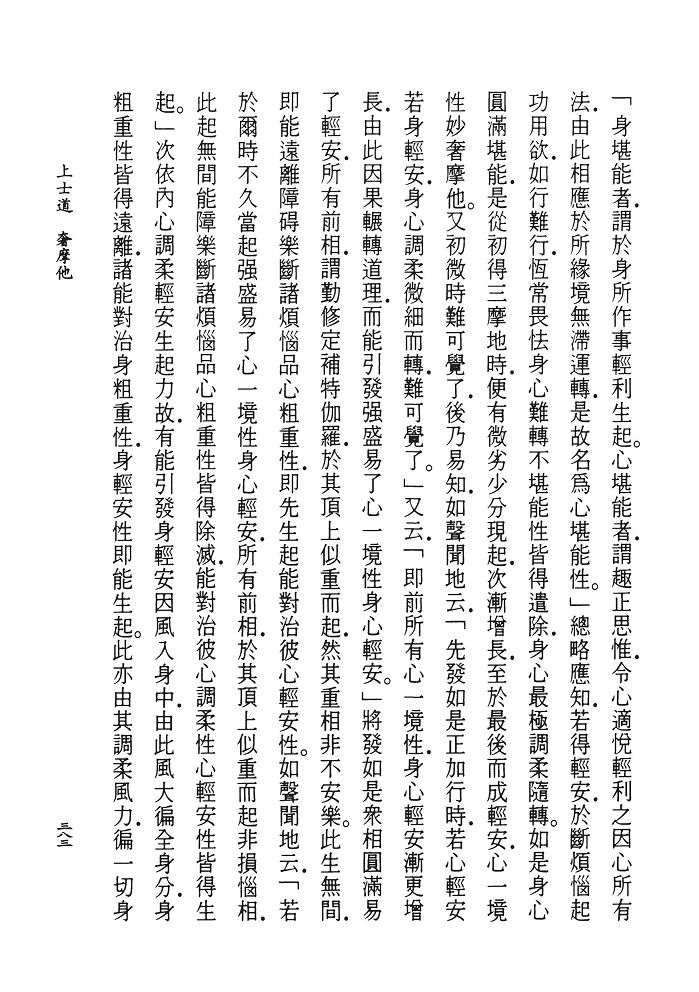 「身堪能者，謂於身所作事輕利生起。心堪能者，謂趣正思惟，令心適悅輕利之因心所有
法，由此相應於所緣境無滯運轉，是故名爲心堪能性。」總略應知，若得輕安，於斷煩惱起
功用欲，如行難行，恆常畏怯身心難轉不堪能性皆得遣除，身心最極調柔隨轉。如是身心
圓滿堪能，是從初得三摩地時，便有微劣少分現起，次漸增長，至於最後而成輕安，心一境
性妙奢摩他。又初微時難可覺了，後乃易知，如聲聞地云，「先發如是正加行時，若心輕安
若身輕安，身心調柔微細而轉，難可覺了。」又云，「即前所有心一境性，身心輕安漸更增
長，由此因果輾轉道理，而能引發强盛易了心一境性身心輕安。」將發如是衆相圓滿易
了輕安，所有前相，謂勤修定補特伽羅，於其頂上似重而起，然其重相非不安樂。此生無間，
即能遠離障碍樂斷諸煩惱品心粗重性，即先生起能對治彼心輕安性。如聲聞地云，「若
於爾時不久當起强盛易了心一境性身心輕安，所有前相，於其頂上似重而起非損惱相，
此起無間能障樂斷諸煩惱品心粗重性皆得除滅，能對治彼心調柔性心輕安性皆得生
起。」次依內心調柔輕安生起力故，有能引發身輕安因風入身中，由此風大徧全身分，身
粗重性皆得遠離，諸能對治身粗重性，身輕安性即能生起。此亦由其調柔風力，徧一切身
上士道　奢摩他
三八三